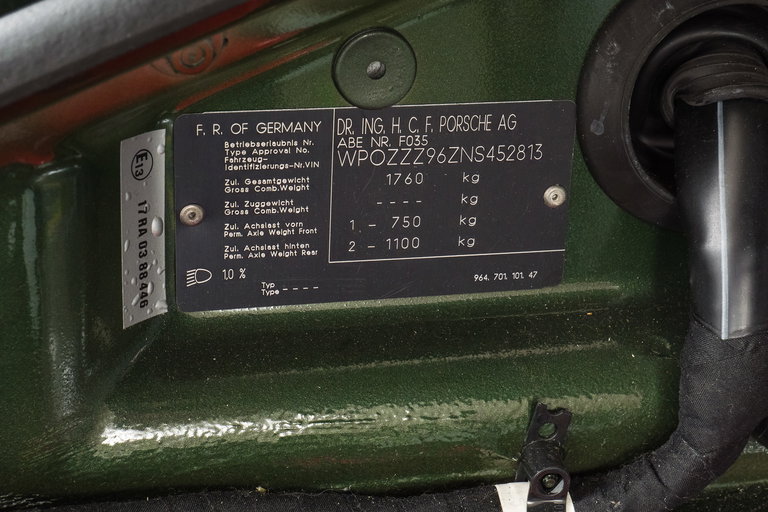 F. R. OF GERMANY
DR. ING. H. C. F. PORSCHE AG
Betriebserlaubnis Nr.
Type Approval No.
ABE NR. F035
Fahrzeug-
Identifizierungs-Nr.VIN
WPOZZZ96ZNS452813
Zul. Gesamtgewicht
Gross Comb.Weight
1760 kg
Zul. Zuggewicht
Gross Comb.Weight
---- kg
Zul. Achslast vorn
Perm. Axle Weight Front
1 - 750 kg
Zul. Achslast hinten
Perm. Axle Weight Rear
2 - 1100 kg
1.0 %
Typ
Type ----
964. 701. 101. 47
E13
17 RA 03 88 446